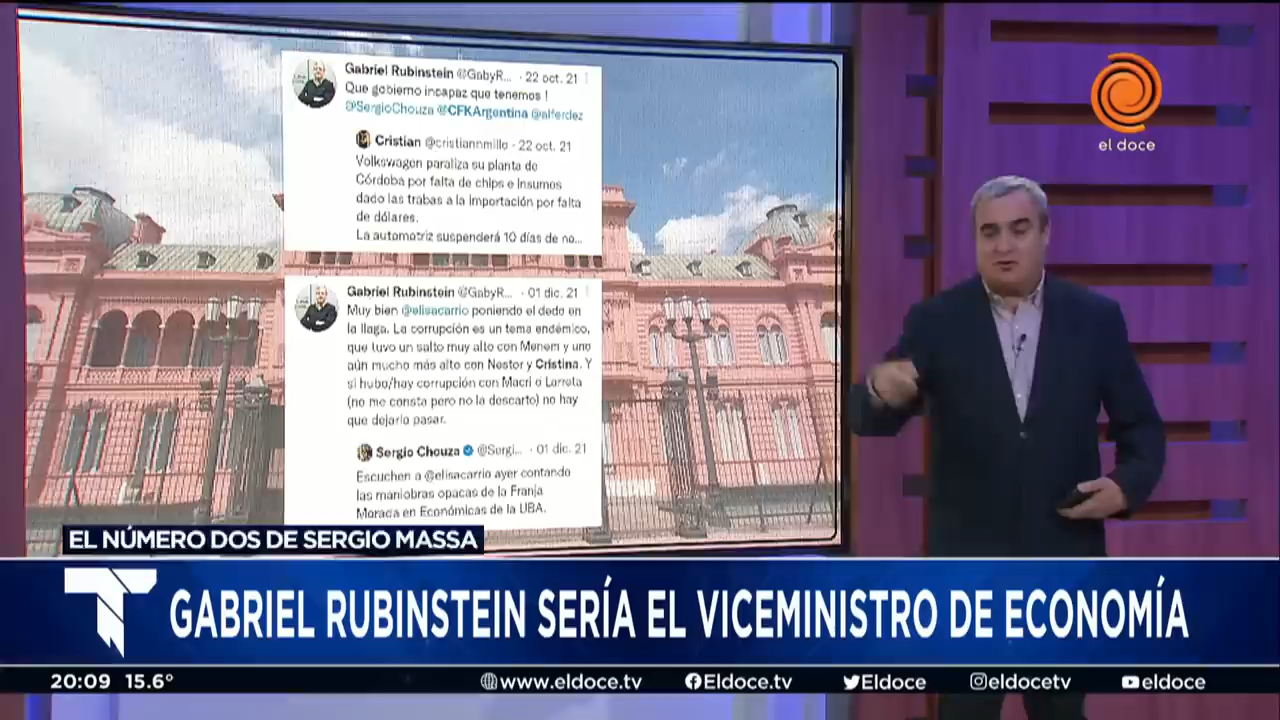 Gabriel Rubinstein @GabyR... · 22 oct. 21
Que gobierno incapaz que tenemos !
@SergioChouza @CFKArgentina @alferdez
Cristian @cristiannmillo · 22 oct. 21
Volkswagen paraliza su planta de
Córdoba por falta de chips e insumos
dado las trabas a la importación por falta
de dólares.
La automotriz suspenderá 10 días de no...
Gabriel Rubinstein @GabyR... · 01 dic. 21
Muy bien @elisacarrio poniendo el dedo en
la llaga. La corrupción es un tema endémico,
que tuvo un salto muy alto con Menem y uno
aún mucho más alto con Nestor y Cristina. Y
si hubo/hay corrupción con Macri o Larreta
(no me consta pero no la descarto) no hay
que dejarlo pasar.
Sergio Chouza @Sergi... · 01 dic. 21
Escuchen a @elisacarrio ayer contando
las maniobras opacas de la Franja
Morada en Económicas de la UBA.
el doce
EL NÚMERO DOS DE SERGIO MASSA
GABRIEL RUBINSTEIN SERÍA EL VICEMINISTRO DE ECONOMÍA
20:09 15.6° www.eldoce.tv Eldoce.tv Eldoce eldocetv eldoce